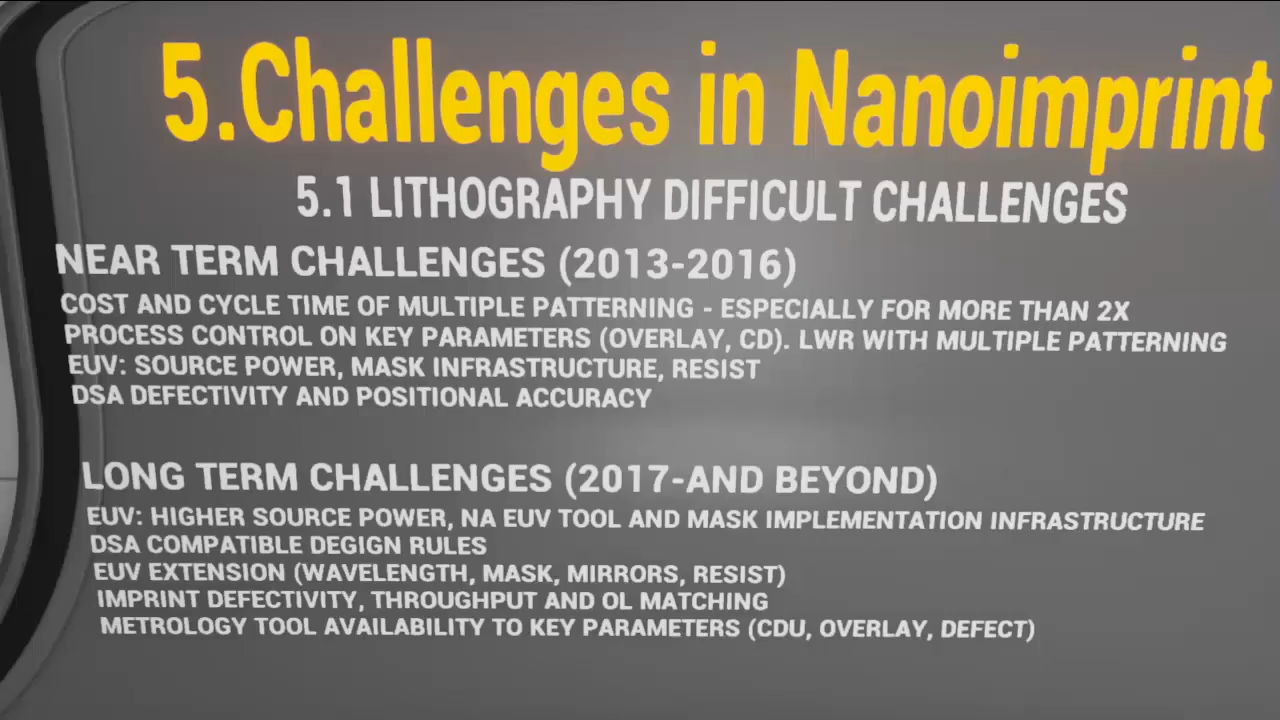 5.Challenges in Nanoimprint
5.1 LITHOGRAPHY DIFFICULT CHALLENGES
NEAR TERM CHALLENGES (2013-2016)
COST AND CYCLE TIME OF MULTIPLE PATTERNING - ESPECIALLY FOR MORE THAN 2X
PROCESS CONTROL ON KEY PARAMETERS (OVERLAY, CD). LWR WITH MULTIPLE PATTERNING
EUV: SOURCE POWER, MASK INFRASTRUCTURE, RESIST
DSA DEFECTIVITY AND POSITIONAL ACCURACY
LONG TERM CHALLENGES (2017-AND BEYOND)
EUV: HIGHER SOURCE POWER, NA EUV TOOL AND MASK IMPLEMENTATION INFRASTRUCTURE
DSA COMPATIBLE DEGIGN RULES
EUV EXTENSION (WAVELENGTH, MASK, MIRRORS, RESIST)
IMPRINT DEFECTIVITY, THROUGHPUT AND OL MATCHING
METROLOGY TOOL AVAILABILITY TO KEY PARAMETERS (CDU, OVERLAY, DEFECT)